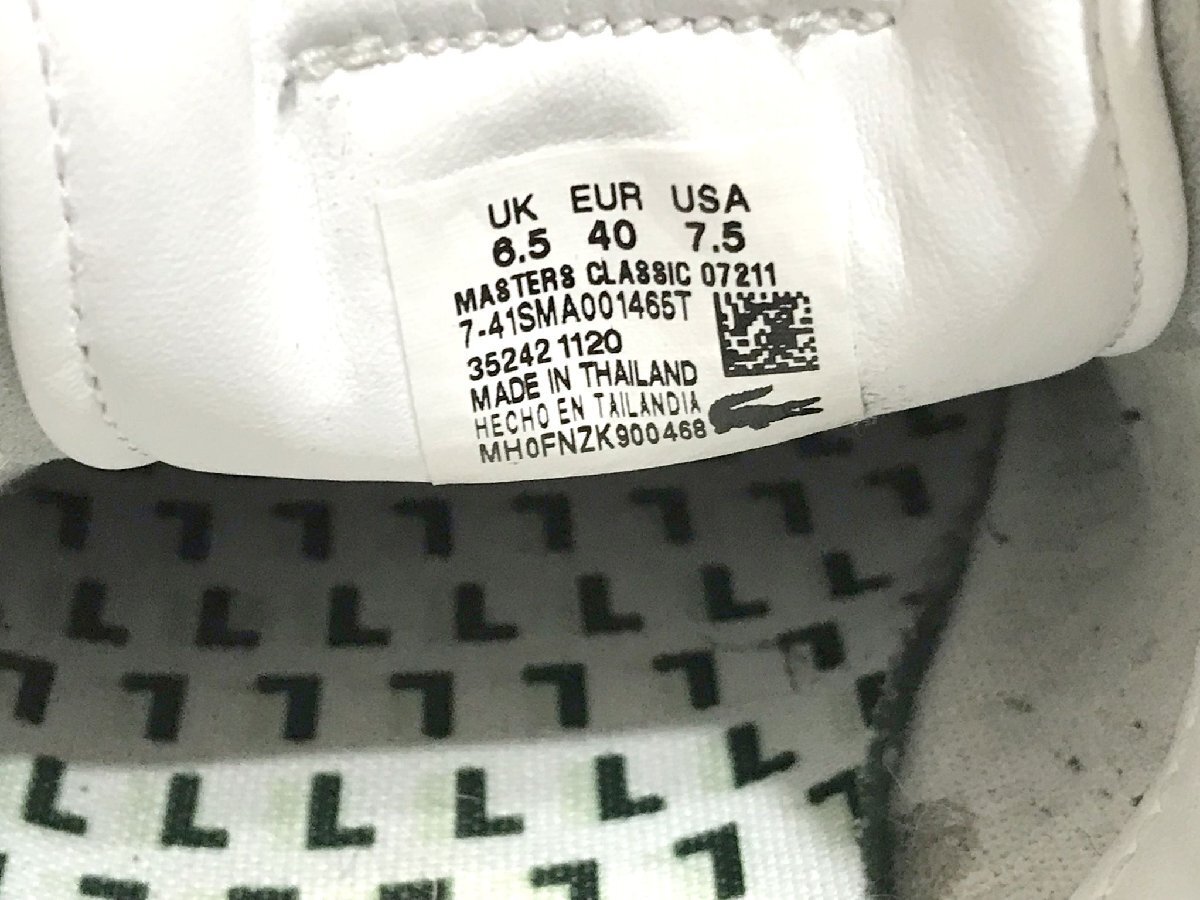 UK EUR USA
6.5 40 7.5
MASTERS CLASSIC 07211
7-41SMA001465T
35242 1120
MADE IN THAILAND
HECHO EN TAILANDIA
MH0FNZK900468